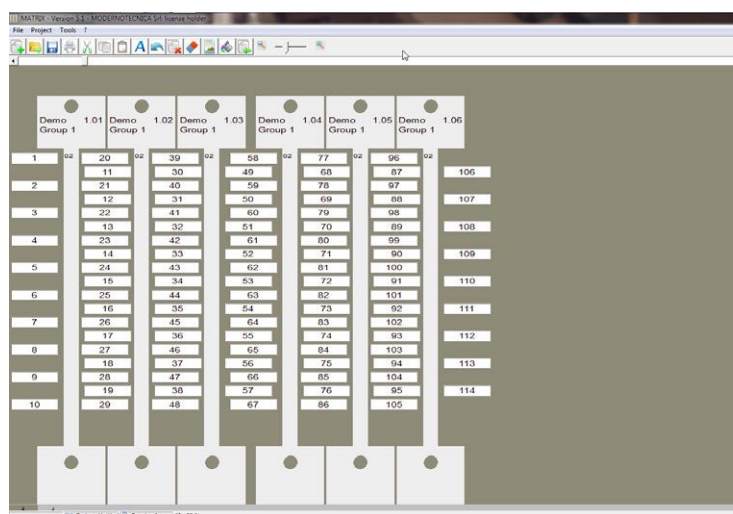 MATRIX - Version 5.1 - MODERNOTECNICA Srl license holder
File Project Tools ?
Demo 1.01 Demo 1.02 Demo 1.03 Demo 1.04 Demo 1.05 Demo 1.06
Group 1 Group 1 Group 1 Group 1 Group 1 Group 1
1 02 20 02 39 02 58 02 77 02 96 02
11 30 49 68 87 106
2 21 40 59 78 97
12 31 50 69 88 107
3 22 41 60 79 98
13 32 51 70 89 108
4 23 42 61 80 99
14 33 52 71 90 109
5 24 43 62 81 100
15 34 53 72 91 110
6 25 44 63 82 101
16 35 54 73 92 111
7 26 45 64 83 102
17 36 55 74 93 112
8 27 46 65 84 103
18 37 56 75 94 113
9 28 47 66 85 104
19 38 57 76 95 114
10 29 48 67 86 105